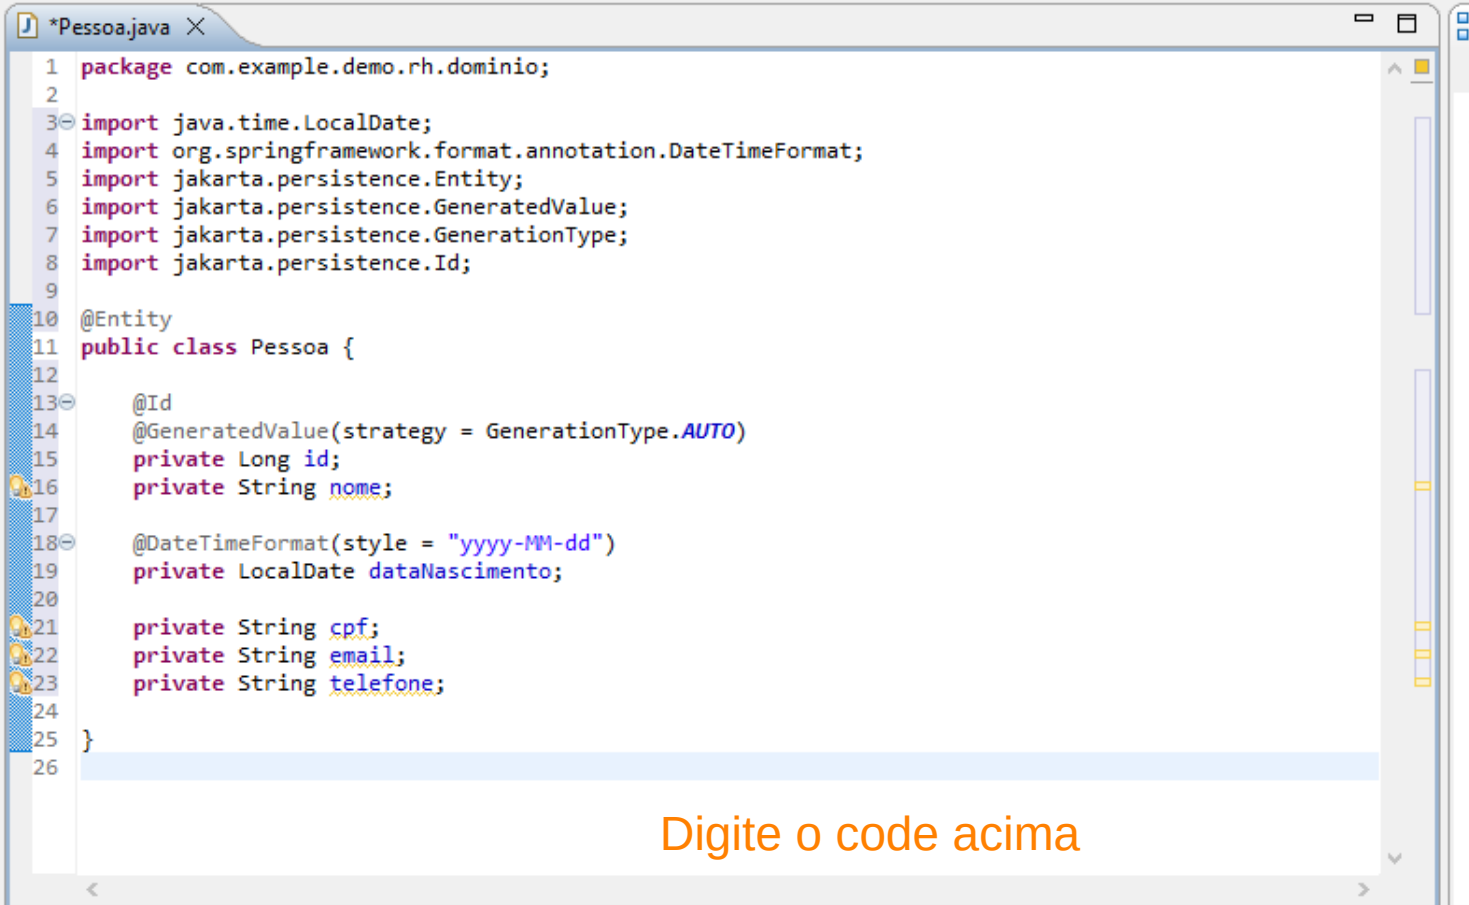 *Pessoa.java
1 package com.example.demo.rh.dominio;
2
3 import java.time.LocalDate;
4 import org.springframework.format.annotation.DateTimeFormat;
5 import jakarta.persistence.Entity;
6 import jakarta.persistence.GeneratedValue;
7 import jakarta.persistence.GenerationType;
8 import jakarta.persistence.Id;
9
10 @Entity
11 public class Pessoa {
12
13     @Id
14     @GeneratedValue(strategy = GenerationType.AUTO)
15     private Long id;
16     private String nome;
17
18     @DateTimeFormat(style = "yyyy-MM-dd")
19     private LocalDate dataNascimento;
20
21     private String cpf;
22     private String email;
23     private String telefone;
24
25 }
26
Digite o code acima